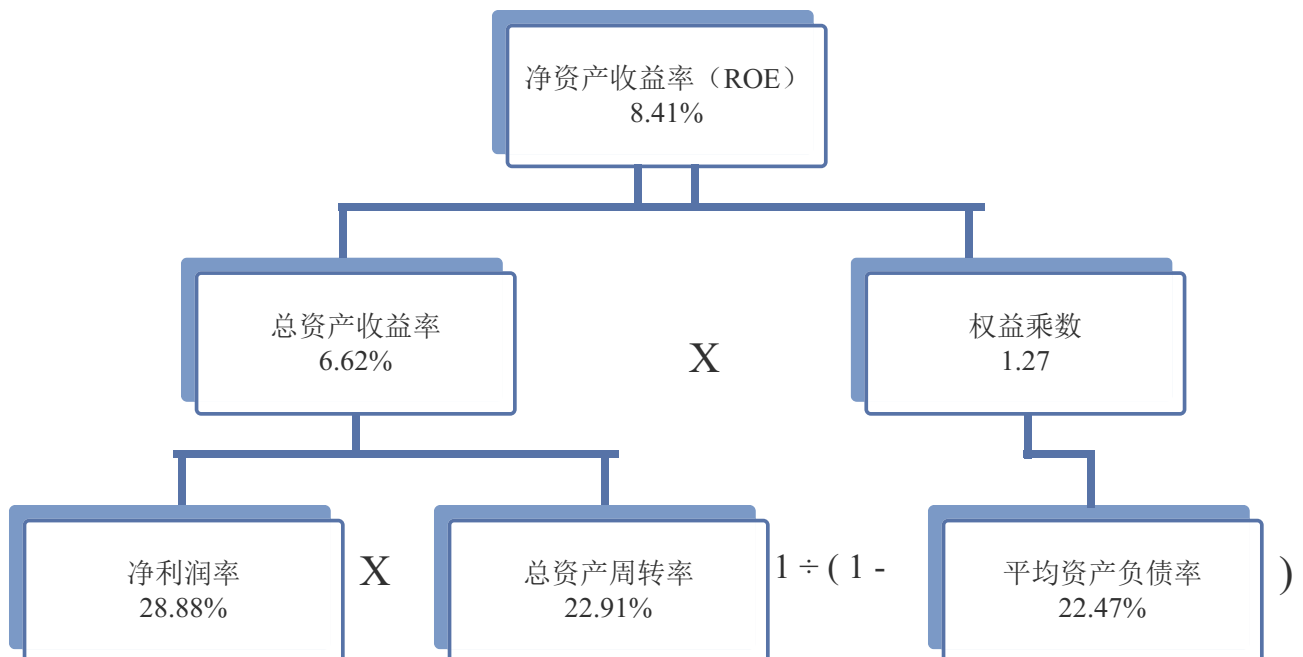 净资产收益率（ROE）
8.41%
总资产收益率
6.62%
X
权益乘数
1.27
净利润率
28.88%
X
总资产周转率
22.91%
1 ÷ ( 1 -
平均资产负债率
22.47%
)